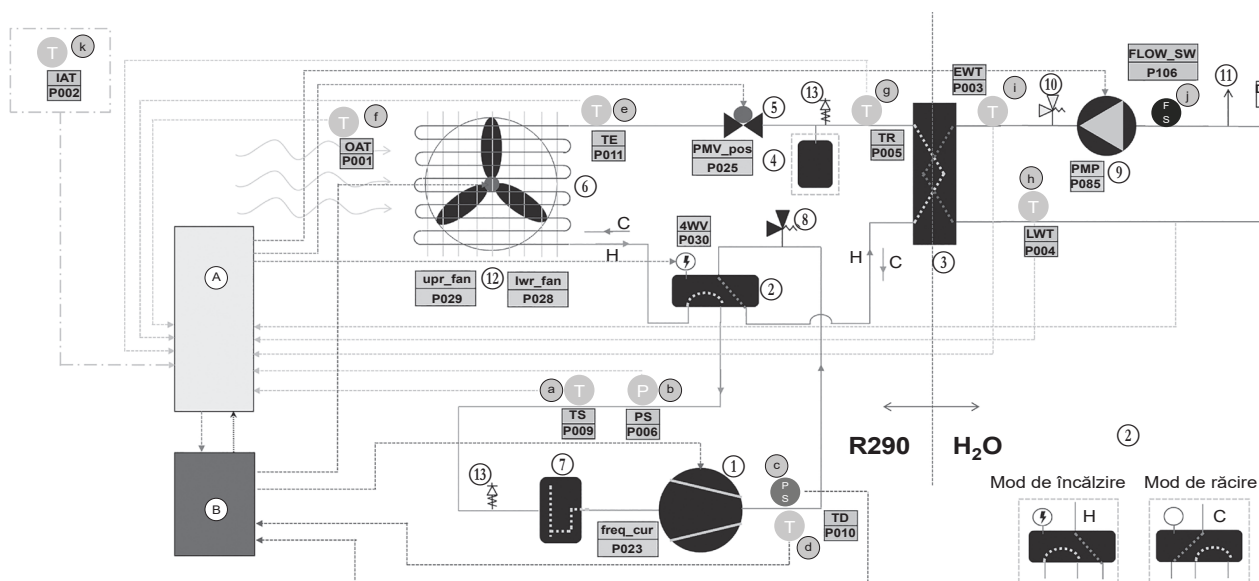 T
k
IAT
P002
FLOW_SW
P106
EWT
P003
i
10
11
j
F
S
T
f
OAT
P001
T
e
TE
P011
5
13
T
g
TR
P005
PMV_pos
P025
4
6
PMP
P085
9
h
T
LWT
P004
3
4WV
P030
8
C
H
2
H
C
upr_fan
P029
12
lwr_fan
P028
A
a
T
TS
P009
P
b
PS
P006
R290
H2O
2
B
13
7
1
c
P
S
T
d
TD
P010
freq_cur
P023
Mod de încălzire
Mod de răcire
H
C